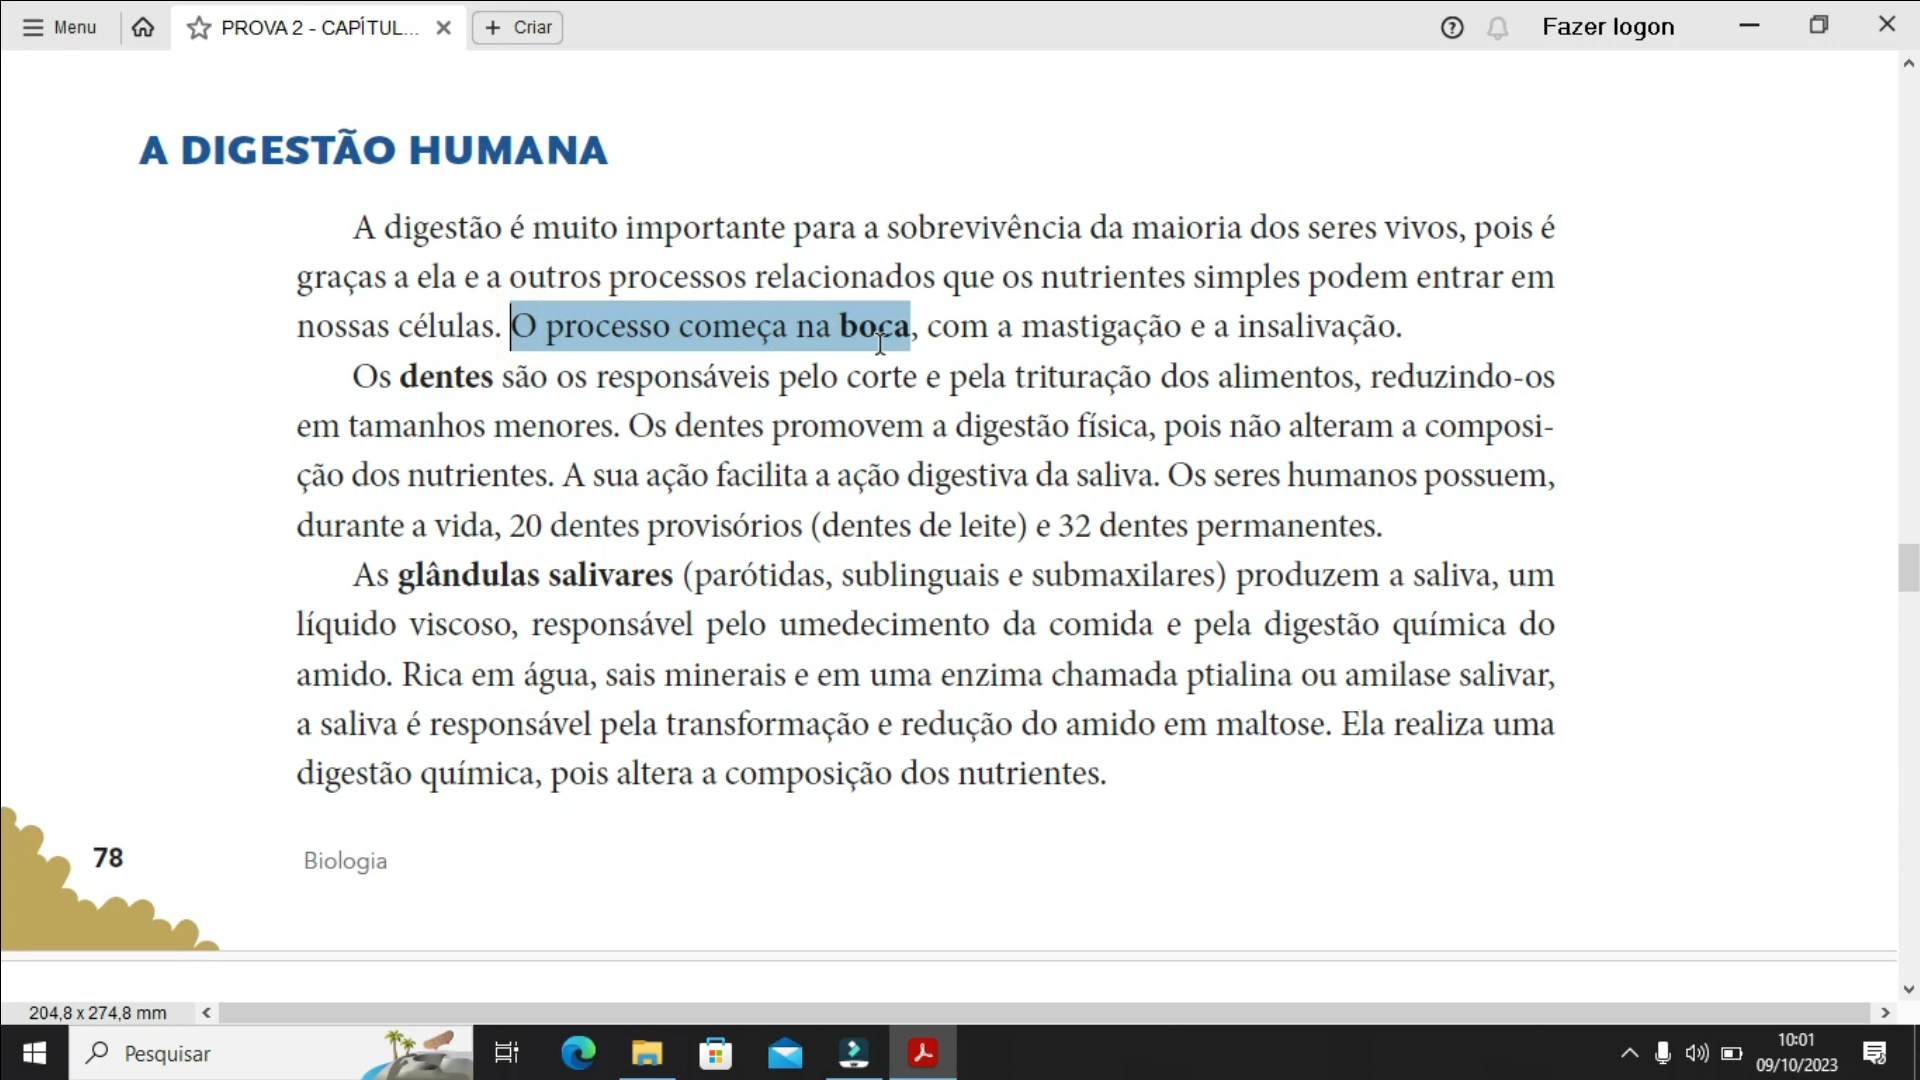 Menu
PROVA 2 - CAPÍTUL...
Criar
Fazer logon
A DIGESTÃO HUMANA
A digestão é muito importante para a sobrevivência da maioria dos seres vivos, pois é
graças a ela e a outros processos relacionados que os nutrientes simples podem entrar em
nossas células. O processo começa na boca, com a mastigação e a insalivação.
Os dentes são os responsáveis pelo corte e pela trituração dos alimentos, reduzindo-os
em tamanhos menores. Os dentes promovem a digestão física, pois não alteram a composi-
ção dos nutrientes. A sua ação facilita a ação digestiva da saliva. Os seres humanos possuem,
durante a vida, 20 dentes provisórios (dentes de leite) e 32 dentes permanentes.
As glândulas salivares (parótidas, sublinguais e submaxilares) produzem a saliva, um
líquido viscoso, responsável pelo umedecimento da comida e pela digestão química do
amido. Rica em água, sais minerais e em uma enzima chamada ptialina ou amilase salivar,
a saliva é responsável pela transformação e redução do amido em maltose. Ela realiza uma
digestão química, pois altera a composição dos nutrientes.
78
Biologia
204,8 x 274,8 mm
Pesquisar
10:01
09/10/2023